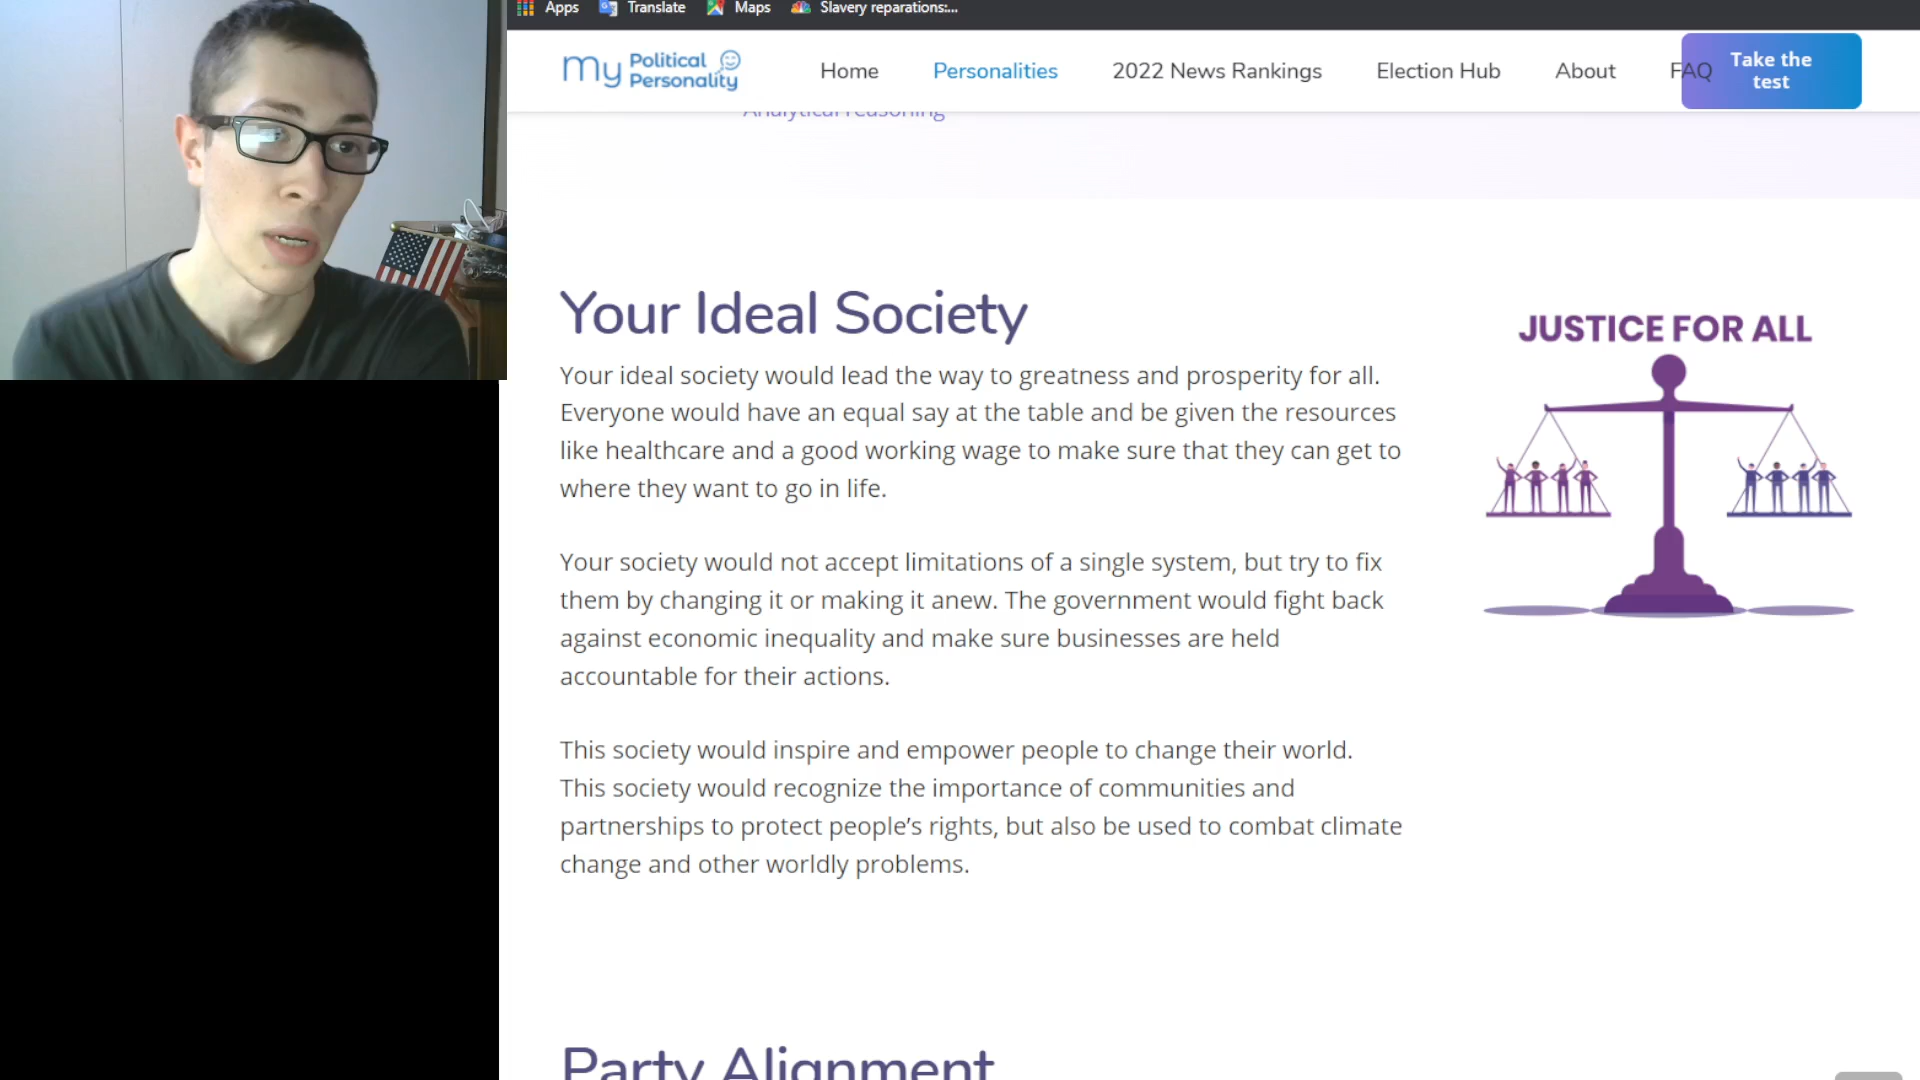 Apps Translate Maps Slavery reparations:...
my Political Personality
Home Personalities 2022 News Rankings Election Hub About FAQ Take the test
Analytical reasoning
Your Ideal Society
Your ideal society would lead the way to greatness and prosperity for all.
Everyone would have an equal say at the table and be given the resources
like healthcare and a good working wage to make sure that they can get to
where they want to go in life.
Your society would not accept limitations of a single system, but try to fix
them by changing it or making it anew. The government would fight back
against economic inequality and make sure businesses are held
accountable for their actions.
This society would inspire and empower people to change their world.
This society would recognize the importance of communities and
partnerships to protect people’s rights, but also be used to combat climate
change and other worldly problems.
JUSTICE FOR ALL
Party Alignment